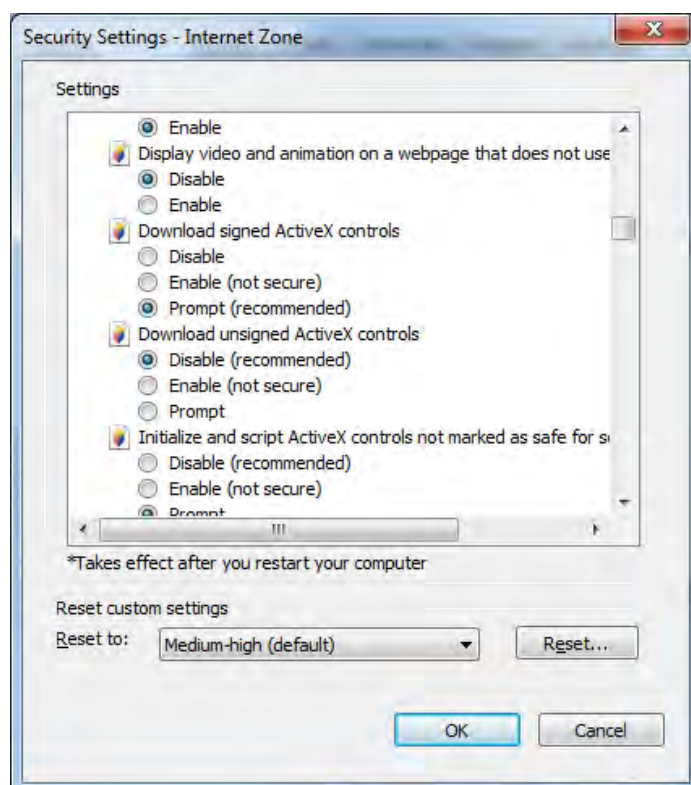 Security Settings - Internet Zone
Settings
Enable
Display video and animation on a webpage that does not use
Disable
Enable
Download signed ActiveX controls
Disable
Enable (not secure)
Prompt (recommended)
Download unsigned ActiveX controls
Disable (recommended)
Enable (not secure)
Prompt
Initialize and script ActiveX controls not marked as safe for s
Disable (recommended)
Enable (not secure)
Prompt
*Takes effect after you restart your computer
Reset custom settings
Reset to: Medium-high (default) Reset...
OK Cancel